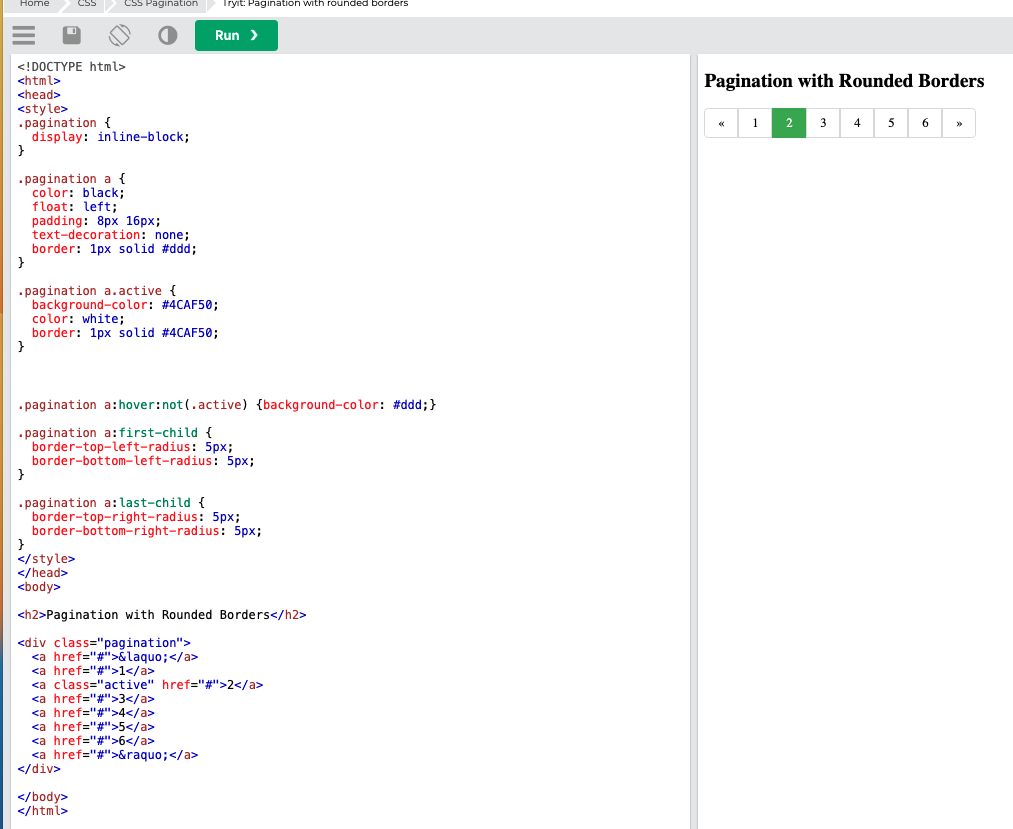 Home CSS CSS Pagination Tryit: Pagination with rounded borders
Run ❯
<!DOCTYPE html>
<html>
<head>
<style>
.pagination {
  display: inline-block;
}

.pagination a {
  color: black;
  float: left;
  padding: 8px 16px;
  text-decoration: none;
  border: 1px solid #ddd;
}

.pagination a.active {
  background-color: #4CAF50;
  color: white;
  border: 1px solid #4CAF50;
}

.pagination a:hover:not(.active) {background-color: #ddd;}

.pagination a:first-child {
  border-top-left-radius: 5px;
  border-bottom-left-radius: 5px;
}

.pagination a:last-child {
  border-top-right-radius: 5px;
  border-bottom-right-radius: 5px;
}
</style>
</head>
<body>

<h2>Pagination with Rounded Borders</h2>

<div class="pagination">
  <a href="#">&laquo;</a>
  <a href="#">1</a>
  <a class="active" href="#">2</a>
  <a href="#">3</a>
  <a href="#">4</a>
  <a href="#">5</a>
  <a href="#">6</a>
  <a href="#">&raquo;</a>
</div>

</body>
</html>
Pagination with Rounded Borders
« 1 2 3 4 5 6 »